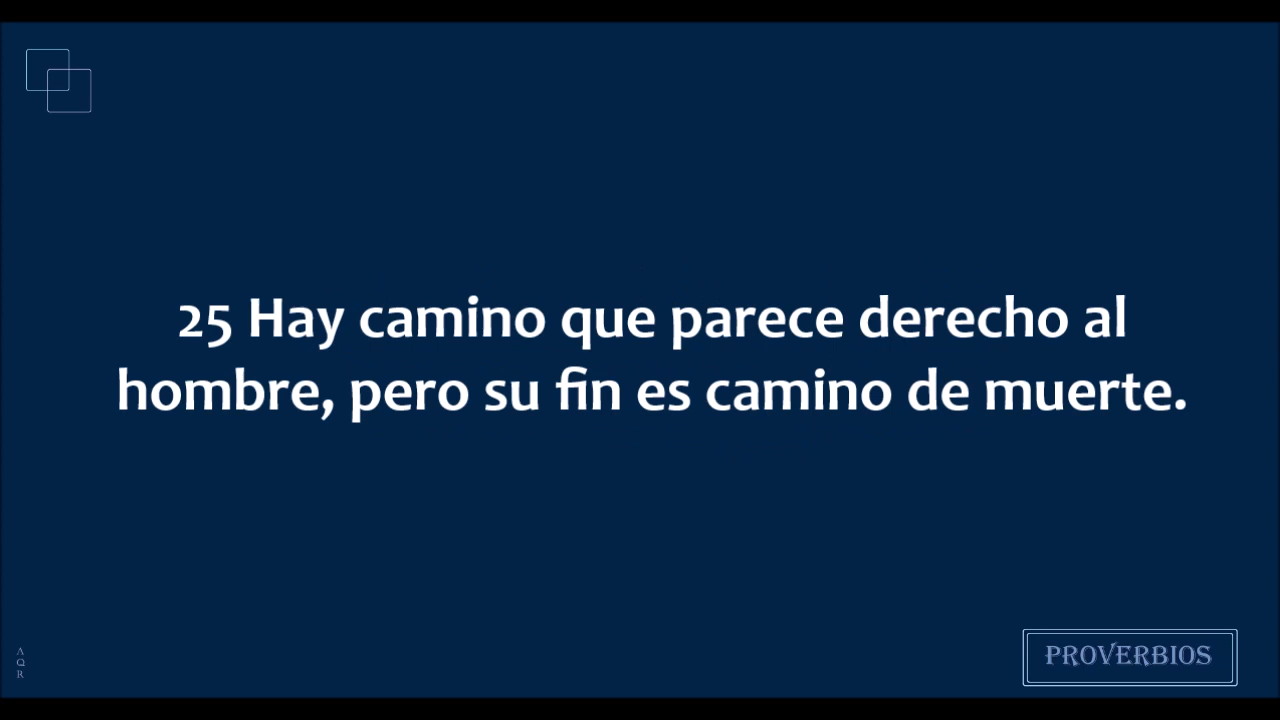 25 Hay camino que parece derecho al
hombre, pero su fin es camino de muerte.
A
Q
R
PROVERBIOS